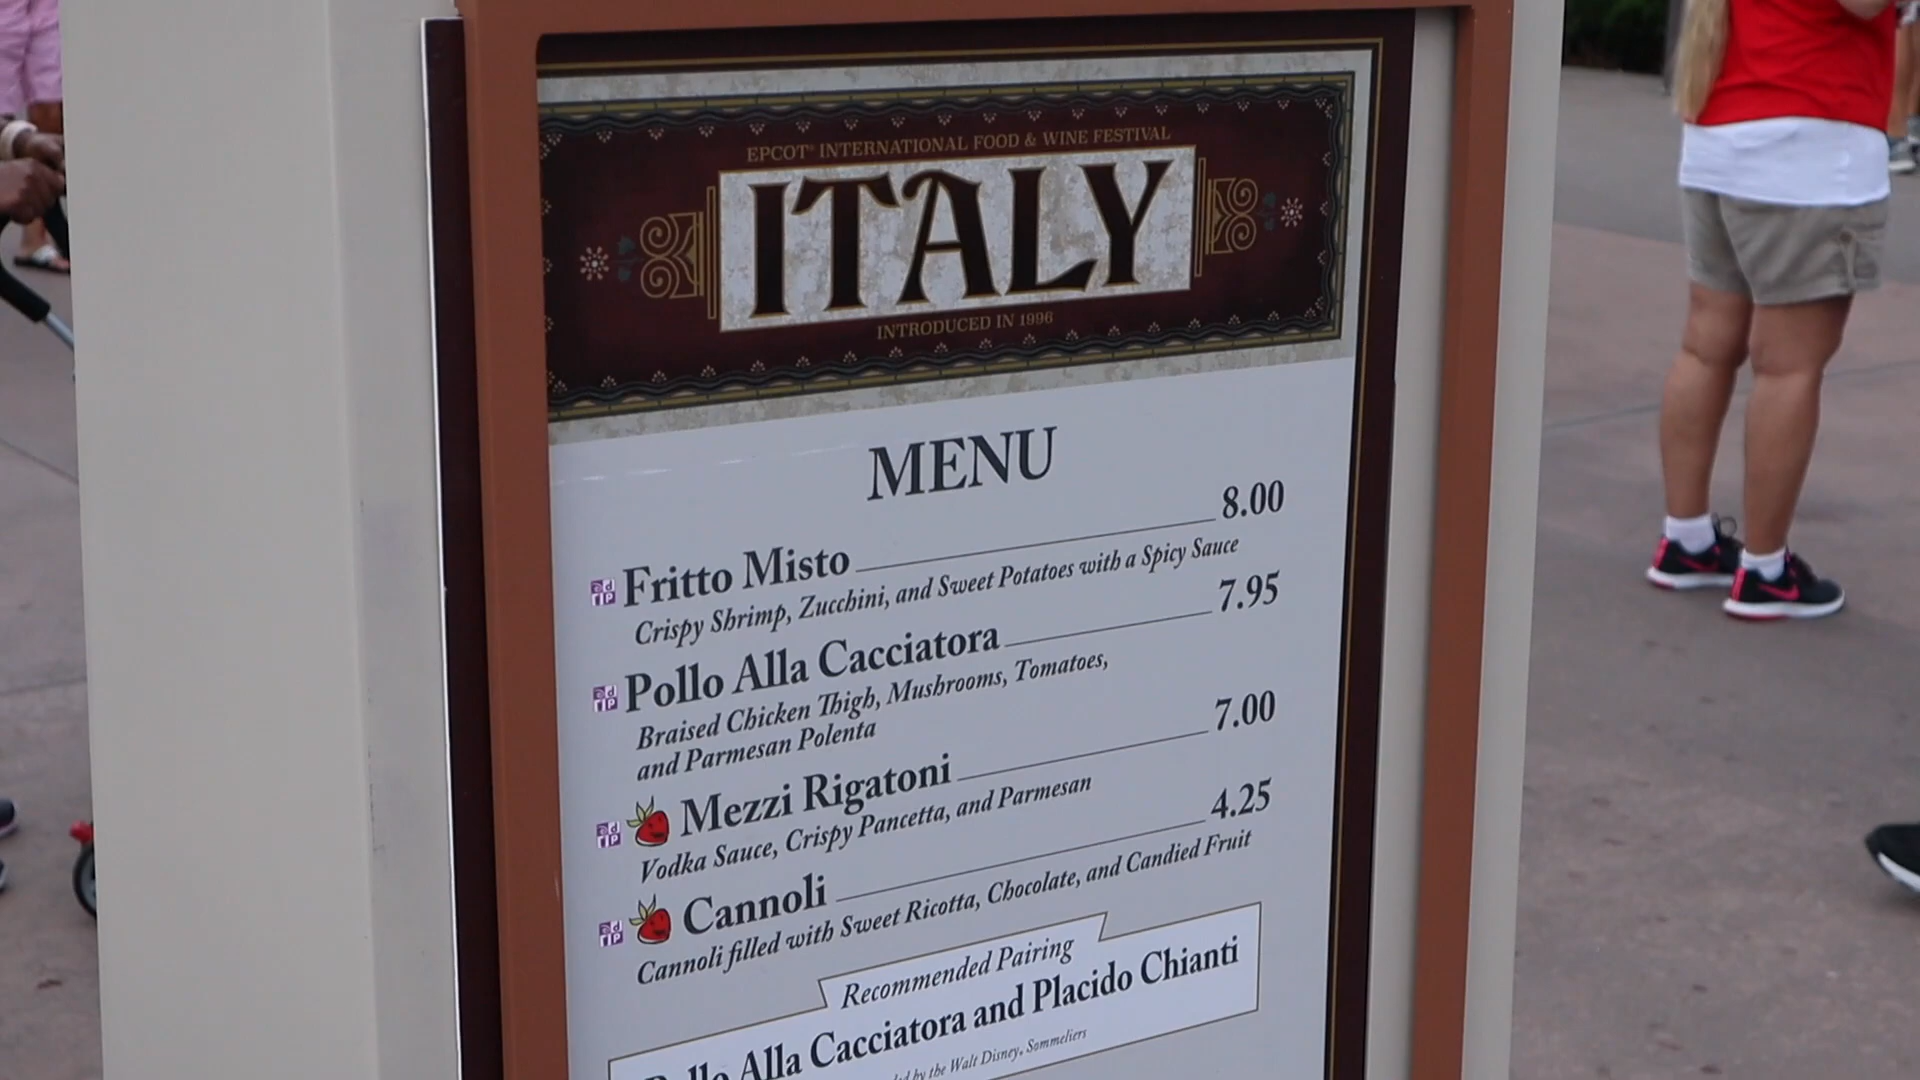 EPCOT® INTERNATIONAL FOOD & WINE FESTIVAL
ITALY
INTRODUCED IN 1996
MENU
Fritto Misto 8.00
Crispy Shrimp, Zucchini, and Sweet Potatoes with a Spicy Sauce
Pollo Alla Cacciatora 7.95
Braised Chicken Thigh, Mushrooms, Tomatoes,
and Parmesan Polenta
Mezzi Rigatoni 7.00
Vodka Sauce, Crispy Pancetta, and Parmesan
Cannoli 4.25
Cannoli filled with Sweet Ricotta, Chocolate, and Candied Fruit
Recommended Pairing
Pollo Alla Cacciatora and Placido Chianti
by the Walt Disney® Sommeliers